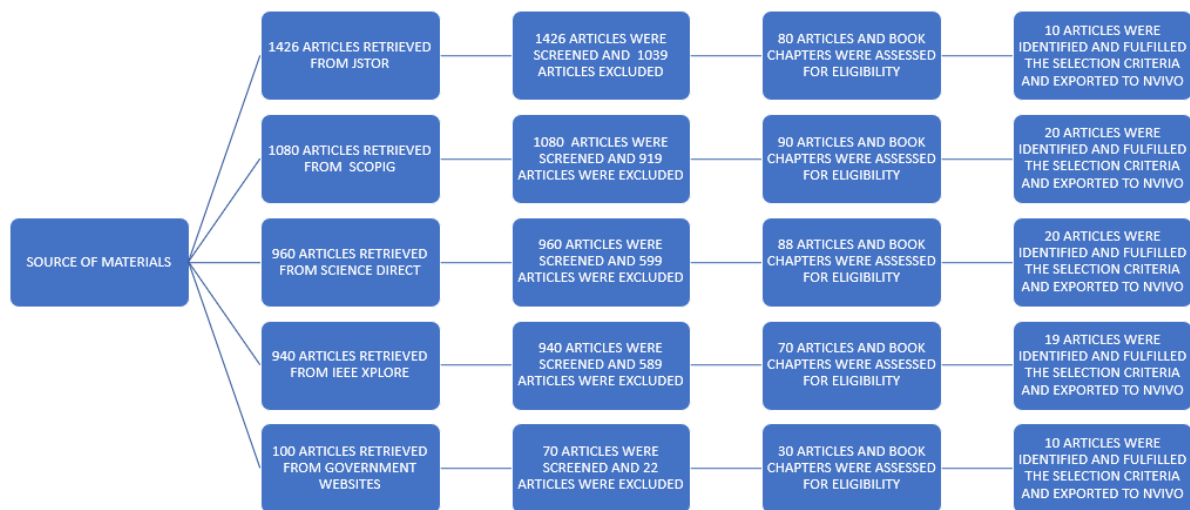 1426 ARTICLES RETRIEVED
FROM JSTOR
1426 ARTICLES WERE
SCREENED AND 1039
ARTICLES EXCLUDED
80 ARTICLES AND BOOK
CHAPTERS WERE ASSESSED
FOR ELIGIBILITY
10 ARTICLES WERE
IDENTIFIED AND FULFILLED
THE SELECTION CRITERIA
AND EXPORTED TO NVIVO
1080 ARTICLES RETRIEVED
FROM SCOPIG
1080 ARTICLES WERE
SCREENED AND 919
ARTICLES WERE EXCLUDED
90 ARTICLES AND BOOK
CHAPTERS WERE ASSESSED
FOR ELIGIBILITY
20 ARTICLES WERE
IDENTIFIED AND FULFILLED
THE SELECTION CRITERIA
AND EXPORTED TO NVIVO
SOURCE OF MATERIALS
960 ARTICLES RETRIEVED
FROM SCIENCE DIRECT
960 ARTICLES WERE
SCREENED AND 599
ARTICLES WERE EXCLUDED
88 ARTICLES AND BOOK
CHAPTERS WERE ASSESSED
FOR ELIGIBILITY
20 ARTICLES WERE
IDENTIFIED AND FULFILLED
THE SELECTION CRITERIA
AND EXPORTED TO NVIVO
940 ARTICLES RETRIEVED
FROM IEEE XPLORE
940 ARTICLES WERE
SCREENED AND 589
ARTICLES WERE EXCLUDED
70 ARTICLES AND BOOK
CHAPTERS WERE ASSESSED
FOR ELIGIBILITY
19 ARTICLES WERE
IDENTIFIED AND FULFILLED
THE SELECTION CRITERIA
AND EXPORTED TO NVIVO
100 ARTICLES RETRIEVED
FROM GOVERNMENT
WEBSITES
70 ARTICLES WERE
SCREENED AND 22
ARTICLES WERE EXCLUDED
30 ARTICLES AND BOOK
CHAPTERS WERE ASSESSED
FOR ELIGIBILITY
10 ARTICLES WERE
IDENTIFIED AND FULFILLED
THE SELECTION CRITERIA
AND EXPORTED TO NVIVO